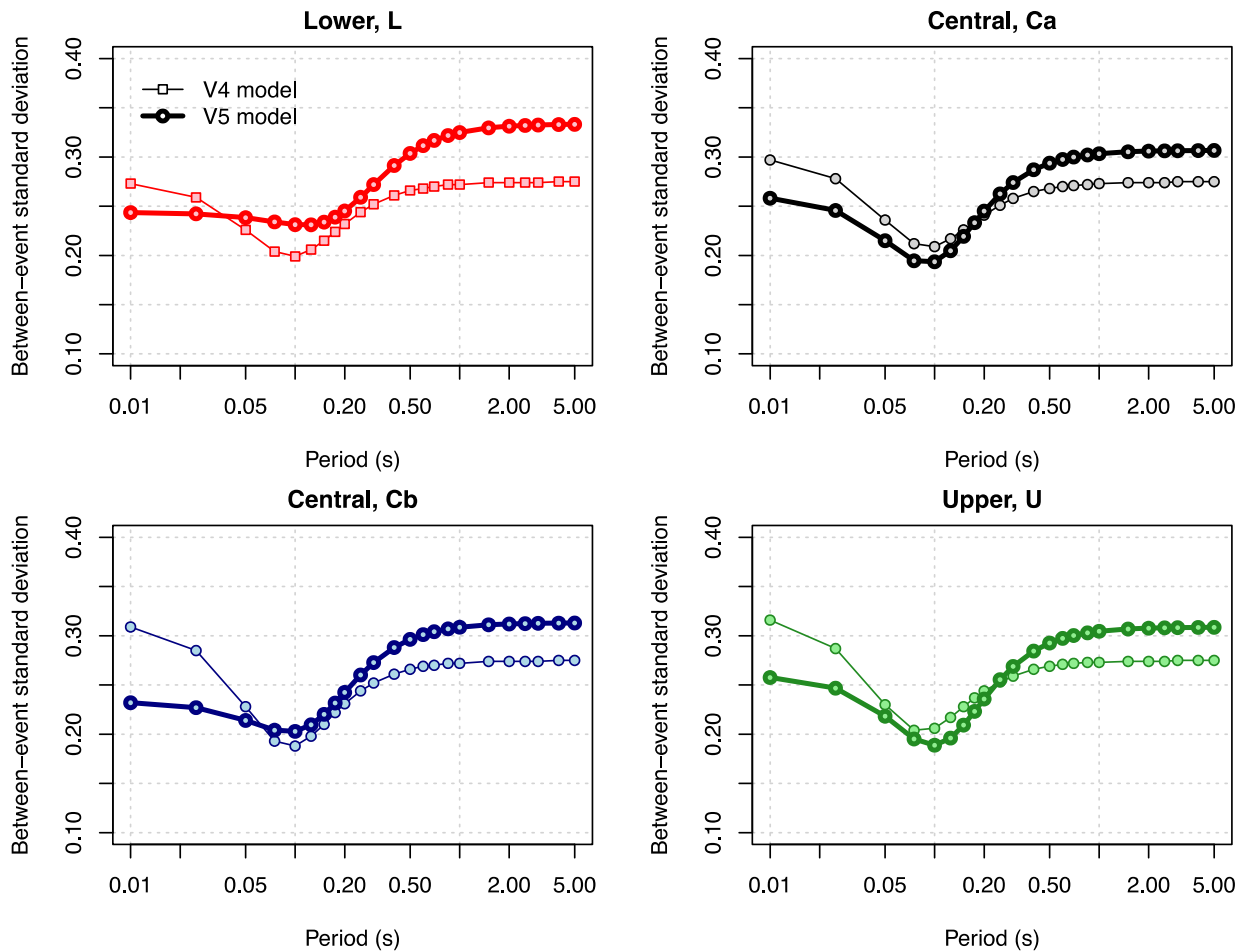 Lower, L
Between−event standard deviation
0.40
0.30
0.20
0.10
V4 model
V5 model
0.01 0.05 0.20 0.50 2.00 5.00
Period (s)
Central, Ca
Between−event standard deviation
0.40
0.30
0.20
0.10
0.01 0.05 0.20 0.50 2.00 5.00
Period (s)
Central, Cb
Between−event standard deviation
0.40
0.30
0.20
0.10
0.01 0.05 0.20 0.50 2.00 5.00
Period (s)
Upper, U
Between−event standard deviation
0.40
0.30
0.20
0.10
0.01 0.05 0.20 0.50 2.00 5.00
Period (s)